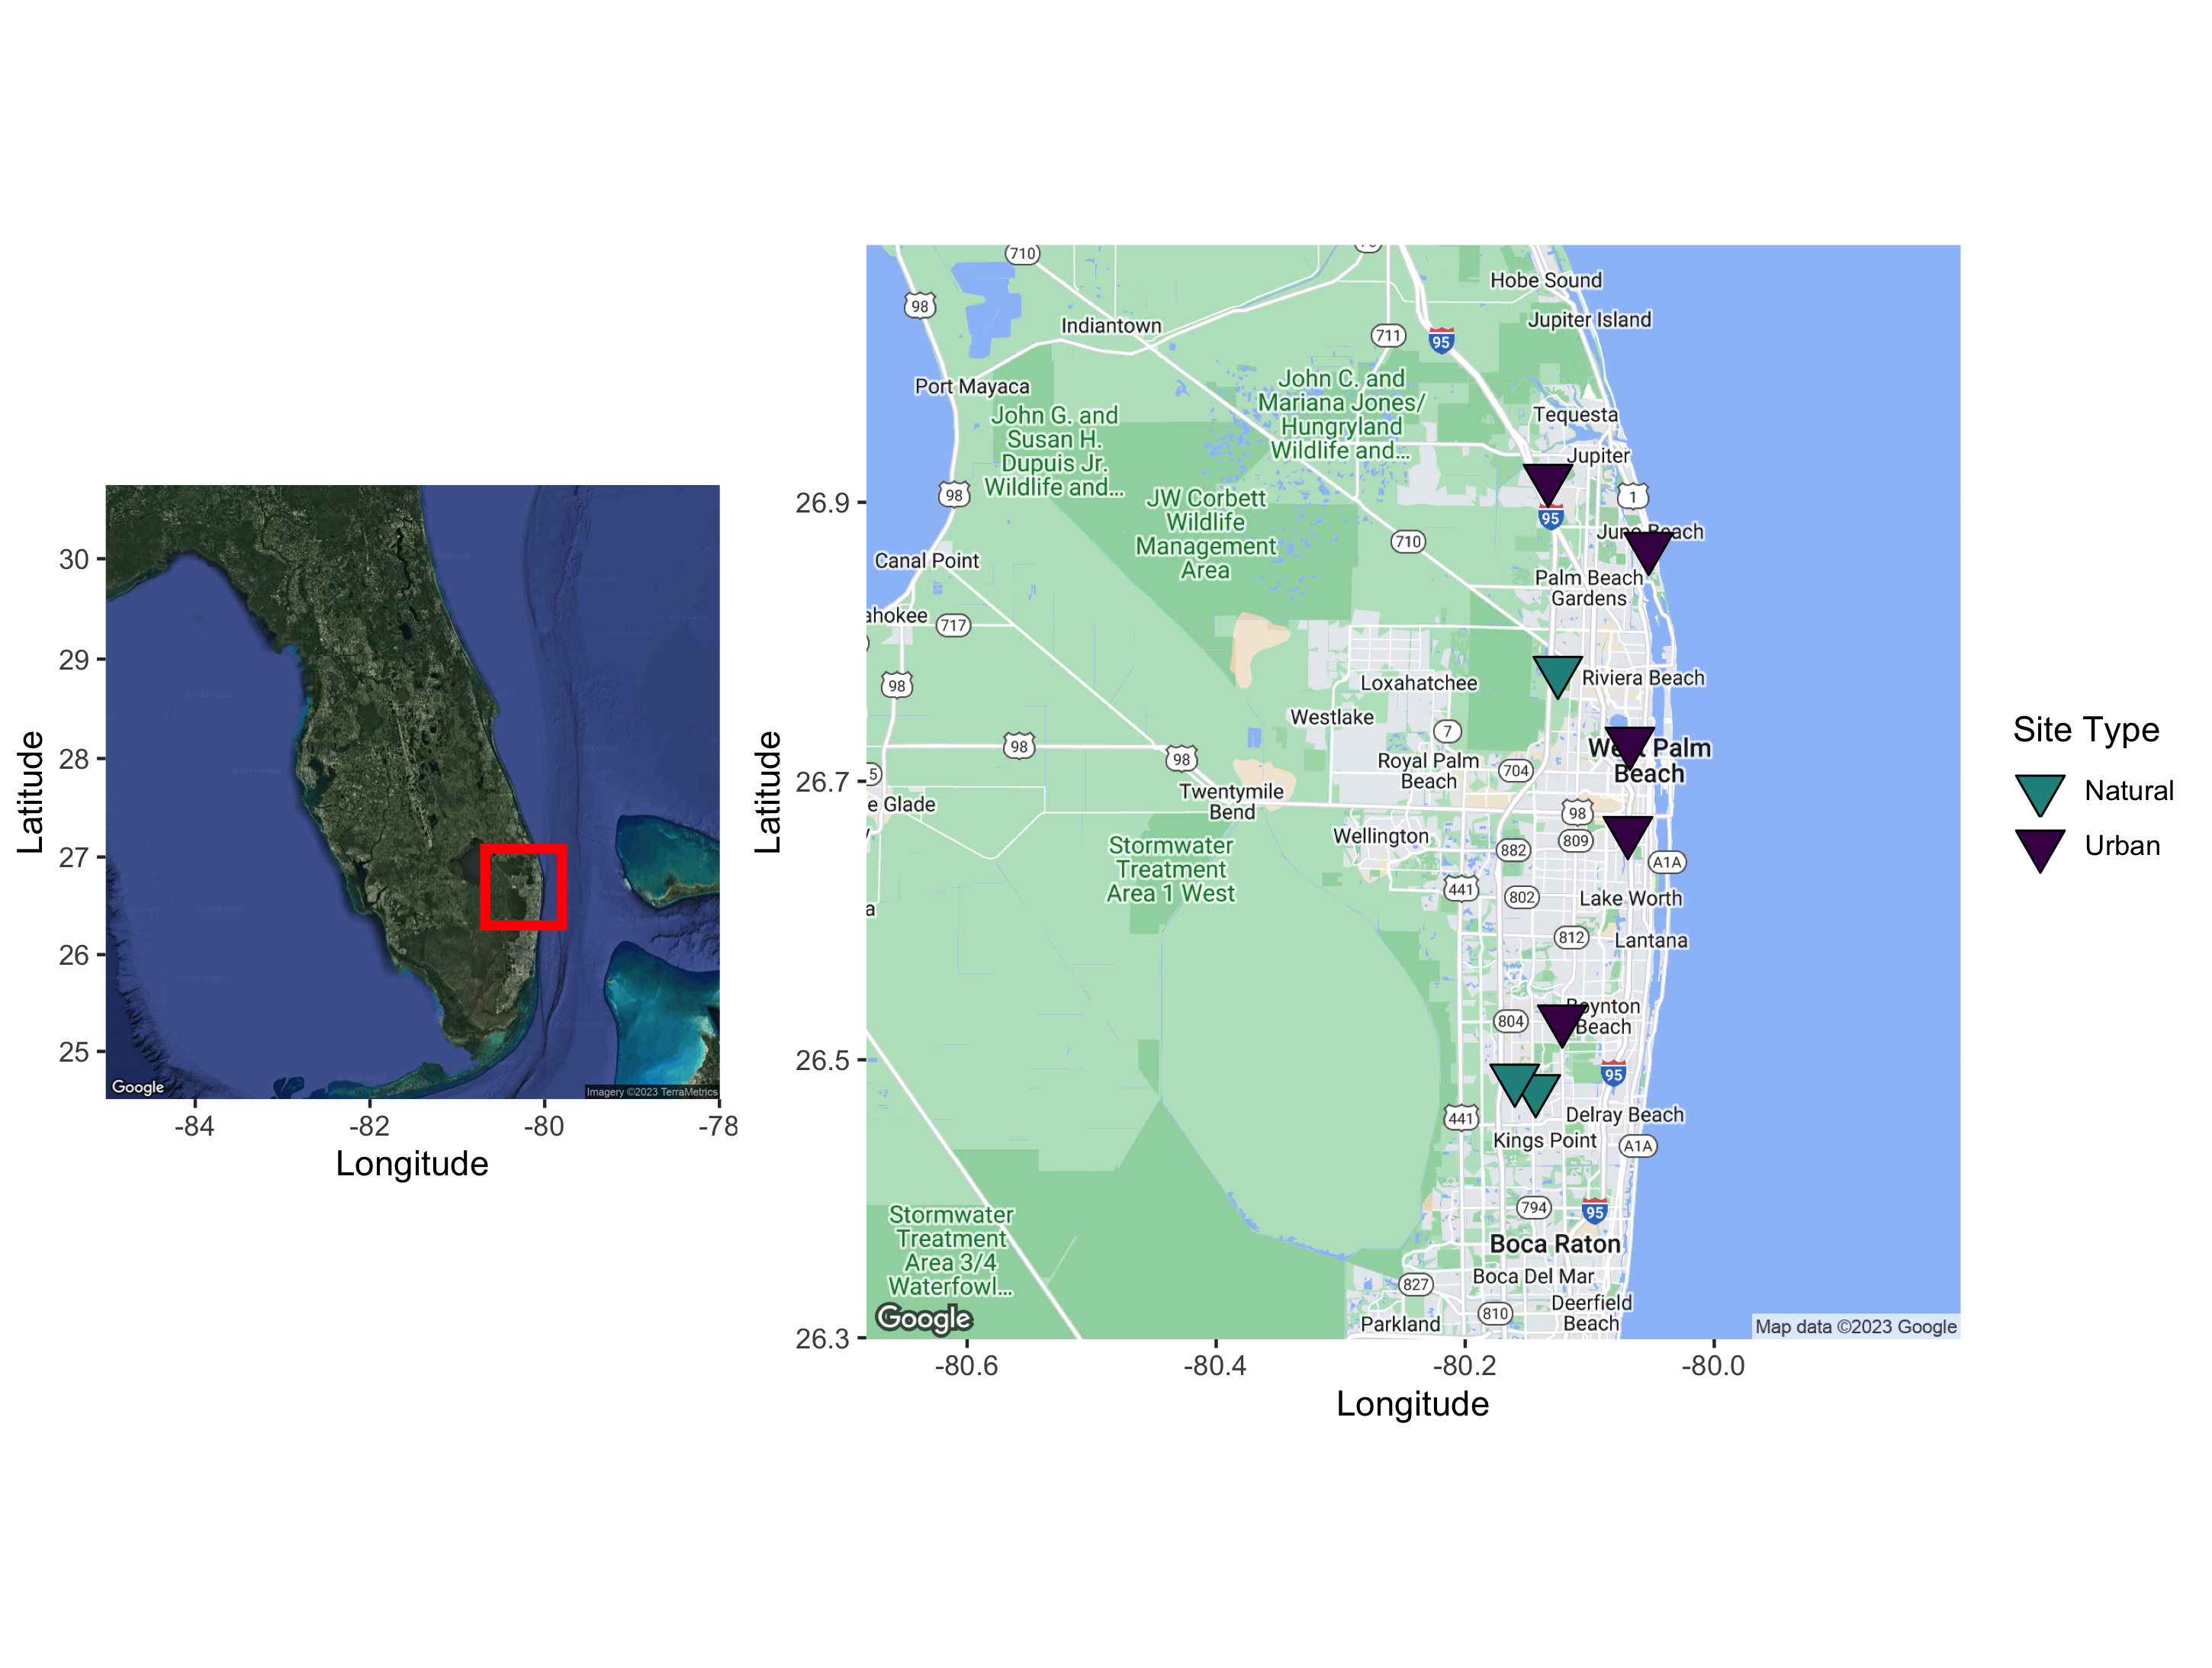 30
29
28
27
26
25
Latitude
-84
-82
-80
-78
Longitude
Google
Imagery ©2023 TerraMetrics
26.9
26.7
26.5
26.3
Latitude
-80.6
-80.4
-80.2
-80.0
Longitude
710
98
Hobe Sound
Jupiter Island
Indiantown
711
95
Port Mayaca
John G. and
Susan H.
Dupuis Jr.
Wildlife and...
John C. and
Mariana Jones/
Hungryland
Wildlife and...
Tequesta
Jupiter
98
JW Corbett
Wildlife
Management
Area
1
95
710
Juno Beach
Canal Point
Palm Beach
Gardens
ahokee
717
98
Loxahatchee
Riviera Beach
Westlake
7
98
98
West Palm
Beach
Royal Palm
Beach
704
5
e Glade
Twentymile
Bend
98
Wellington
809
882
A1A
Stormwater
Treatment
Area 1 West
441
802
Lake Worth
a
812
Lantana
804
Boynton
Beach
95
441
Delray Beach
Kings Point
A1A
794
95
Stormwater
Treatment
Area 3/4
Waterfowl...
Boca Raton
827
Boca Del Mar
810
Deerfield
Beach
Parkland
Google
Map data ©2023 Google
Site Type
Natural
Urban